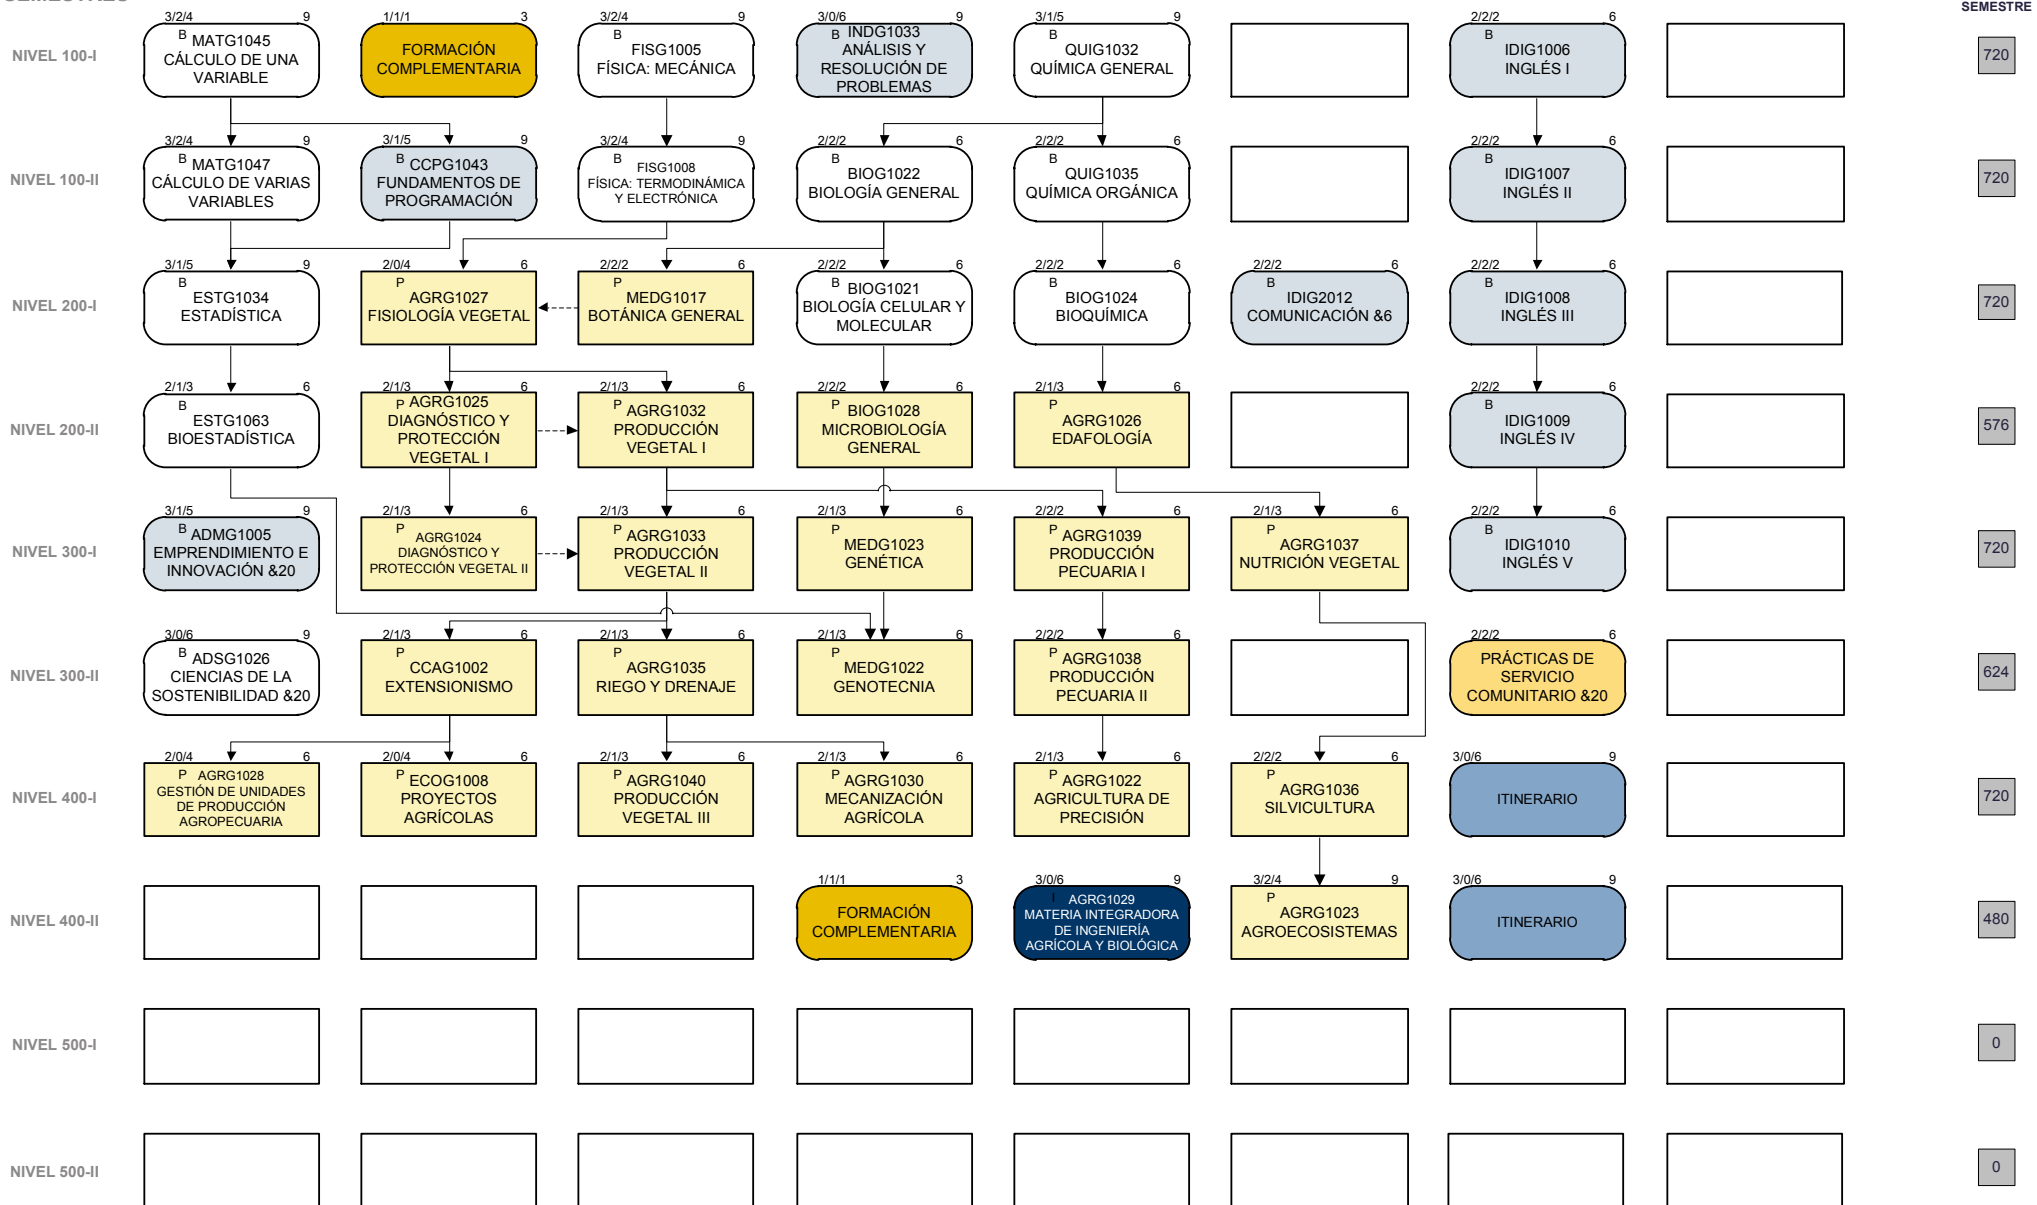 SEMESTRE
3/2/4 9 1/1/1 3 3/2/4 9 3/0/6 9 3/1/5 9 2/2/2 6
NIVEL 100-I
B MATG1045
CÁLCULO DE UNA
VARIABLE
FORMACIÓN
COMPLEMENTARIA
B
FISG1005
FÍSICA: MECÁNICA
B INDG1033
ANÁLISIS Y
RESOLUCIÓN DE
PROBLEMAS
B
QUIG1032
QUÍMICA GENERAL
B
IDIG1006
INGLÉS I
720
3/2/4 9 3/1/5 9 3/2/4 9 2/2/2 6 2/2/2 6 2/2/2 6
NIVEL 100-II
B MATG1047
CÁLCULO DE VARIAS
VARIABLES
B CCPG1043
FUNDAMENTOS DE
PROGRAMACIÓN
B
FISG1008
FÍSICA: TERMODINÁMICA
Y ELECTRÓNICA
B
BIOG1022
BIOLOGÍA GENERAL
B
QUIG1035
QUÍMICA ORGÁNICA
B
IDIG1007
INGLÉS II
720
3/1/5 9 2/0/4 6 2/2/2 6 2/2/2 6 2/2/2 6 2/2/2 6 2/2/2 6
NIVEL 200-I
B
ESTG1034
ESTADÍSTICA
P
AGRG1027
FISIOLOGÍA VEGETAL
P
MEDG1017
BOTÁNICA GENERAL
B BIOG1021
BIOLOGÍA CELULAR Y
MOLECULAR
B
BIOG1024
BIOQUÍMICA
B
IDIG2012
COMUNICACIÓN &6
B
IDIG1008
INGLÉS III
720
2/1/3 6 2/1/3 6 2/1/3 6 2/2/2 6 2/1/3 6 2/2/2 6
NIVEL 200-II
B
ESTG1063
BIOESTADÍSTICA
P AGRG1025
DIAGNÓSTICO Y
PROTECCIÓN
VEGETAL I
P AGRG1032
PRODUCCIÓN
VEGETAL I
P BIOG1028
MICROBIOLOGÍA
GENERAL
P
AGRG1026
EDAFOLOGÍA
B
IDIG1009
INGLÉS IV
576
3/1/5 9 2/1/3 6 2/1/3 6 2/1/3 6 2/2/2 6 2/1/3 6 2/2/2 6
NIVEL 300-I
B ADMG1005
EMPRENDIMIENTO E
INNOVACIÓN &20
P
AGRG1024
DIAGNÓSTICO Y
PROTECCIÓN VEGETAL II
P AGRG1033
PRODUCCIÓN
VEGETAL II
P
MEDG1023
GENÉTICA
P AGRG1039
PRODUCCIÓN
PECUARIA I
P
AGRG1037
NUTRICIÓN VEGETAL
B
IDIG1010
INGLÉS V
720
3/0/6 9 2/1/3 6 2/1/3 6 2/1/3 6 2/2/2 6 2/2/2 6
NIVEL 300-II
B ADSG1026
CIENCIAS DE LA
SOSTENIBILIDAD &20
P
CCAG1002
EXTENSIONISMO
P
AGRG1035
RIEGO Y DRENAJE
P
MEDG1022
GENOTECNIA
P AGRG1038
PRODUCCIÓN
PECUARIA II
PRÁCTICAS DE
SERVICIO
COMUNITARIO &20
624
2/0/4 6 2/0/4 6 2/1/3 6 2/1/3 6 2/1/3 6 2/2/2 6 3/0/6 9
NIVEL 400-I
P AGRG1028
GESTIÓN DE UNIDADES
DE PRODUCCIÓN
AGROPECUARIA
P ECOG1008
PROYECTOS
AGRÍCOLAS
P AGRG1040
PRODUCCIÓN
VEGETAL III
P AGRG1030
MECANIZACIÓN
AGRÍCOLA
P AGRG1022
AGRICULTURA DE
PRECISIÓN
P
AGRG1036
SILVICULTURA
ITINERARIO
720
1/1/1 3 3/0/6 9 3/2/4 9 3/0/6 9
NIVEL 400-II
FORMACIÓN
COMPLEMENTARIA
I AGRG1029
MATERIA INTEGRADORA
DE INGENIERÍA
AGRÍCOLA Y BIOLÓGICA
P
AGRG1023
AGROECOSISTEMAS
ITINERARIO
480
NIVEL 500-I
0
NIVEL 500-II
0